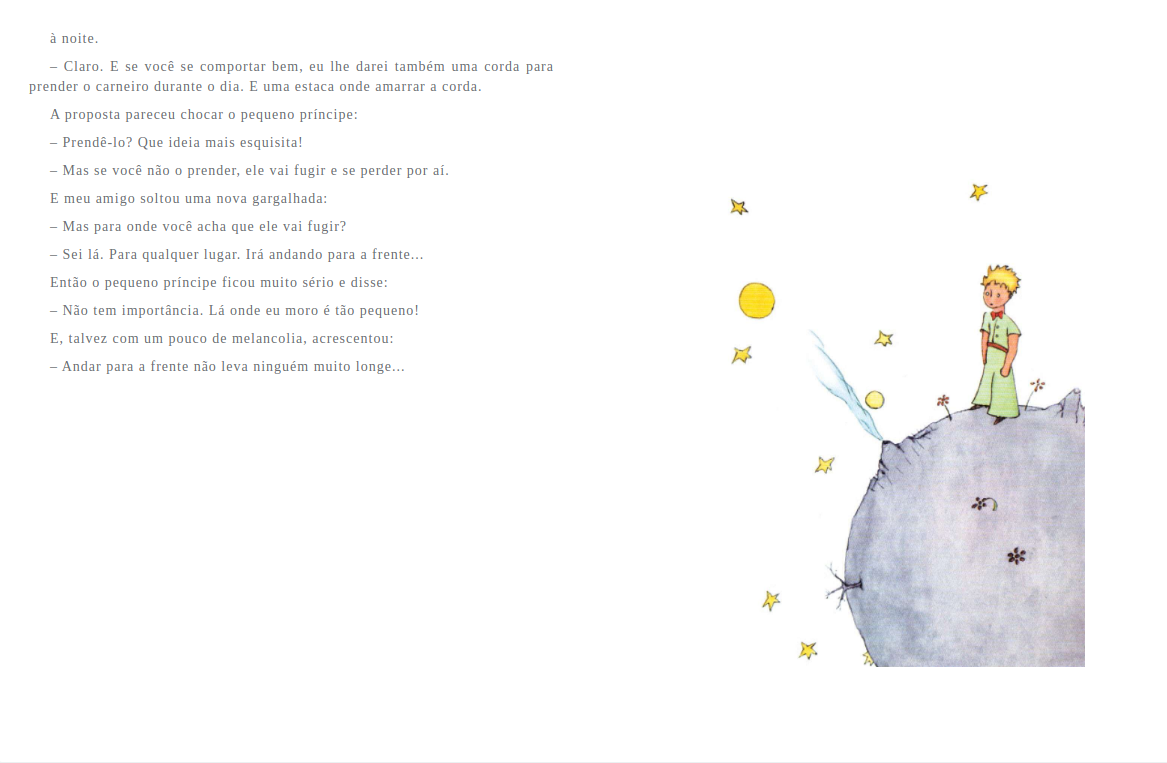 à noite.
– Claro. E se você se comportar bem, eu lhe darei também uma corda para
prender o carneiro durante o dia. E uma estaca onde amarrar a corda.
A proposta pareceu chocar o pequeno príncipe:
– Prendê-lo? Que ideia mais esquisita!
– Mas se você não o prender, ele vai fugir e se perder por aí.
E meu amigo soltou uma nova gargalhada:
– Mas para onde você acha que ele vai fugir?
– Sei lá. Para qualquer lugar. Irá andando para a frente...
Então o pequeno príncipe ficou muito sério e disse:
– Não tem importância. Lá onde eu moro é tão pequeno!
E, talvez com um pouco de melancolia, acrescentou:
– Andar para a frente não leva ninguém muito longe...